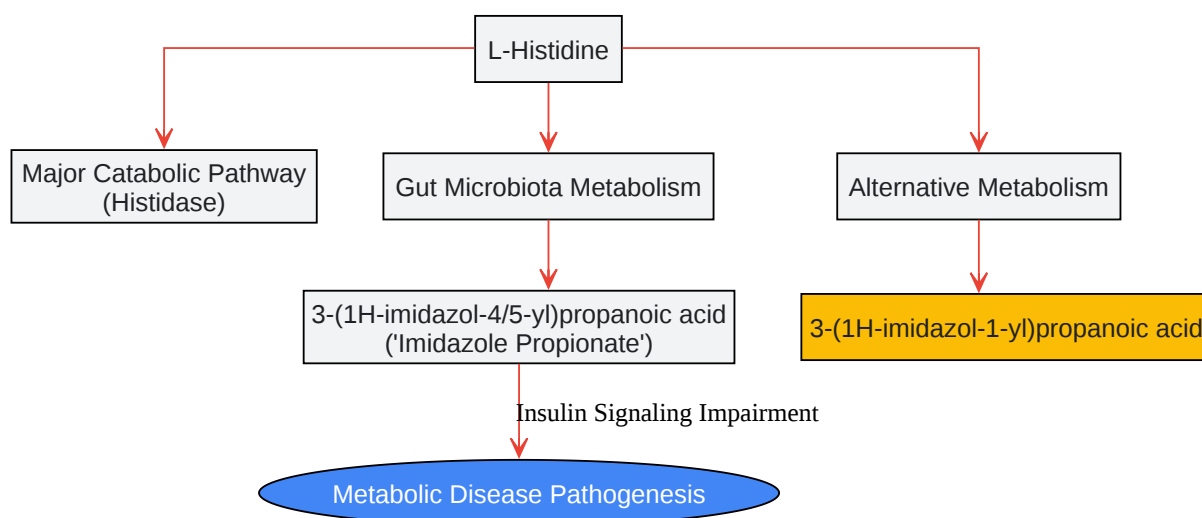 L-Histidine
Major Catabolic Pathway
(Histidase)
Gut Microbiota Metabolism
Alternative Metabolism
3-(1H-imidazol-4/5-yl)propanoic acid
('Imidazole Propionate')
3-(1H-imidazol-1-yl)propanoic acid
Insulin Signaling Impairment
Metabolic Disease Pathogenesis